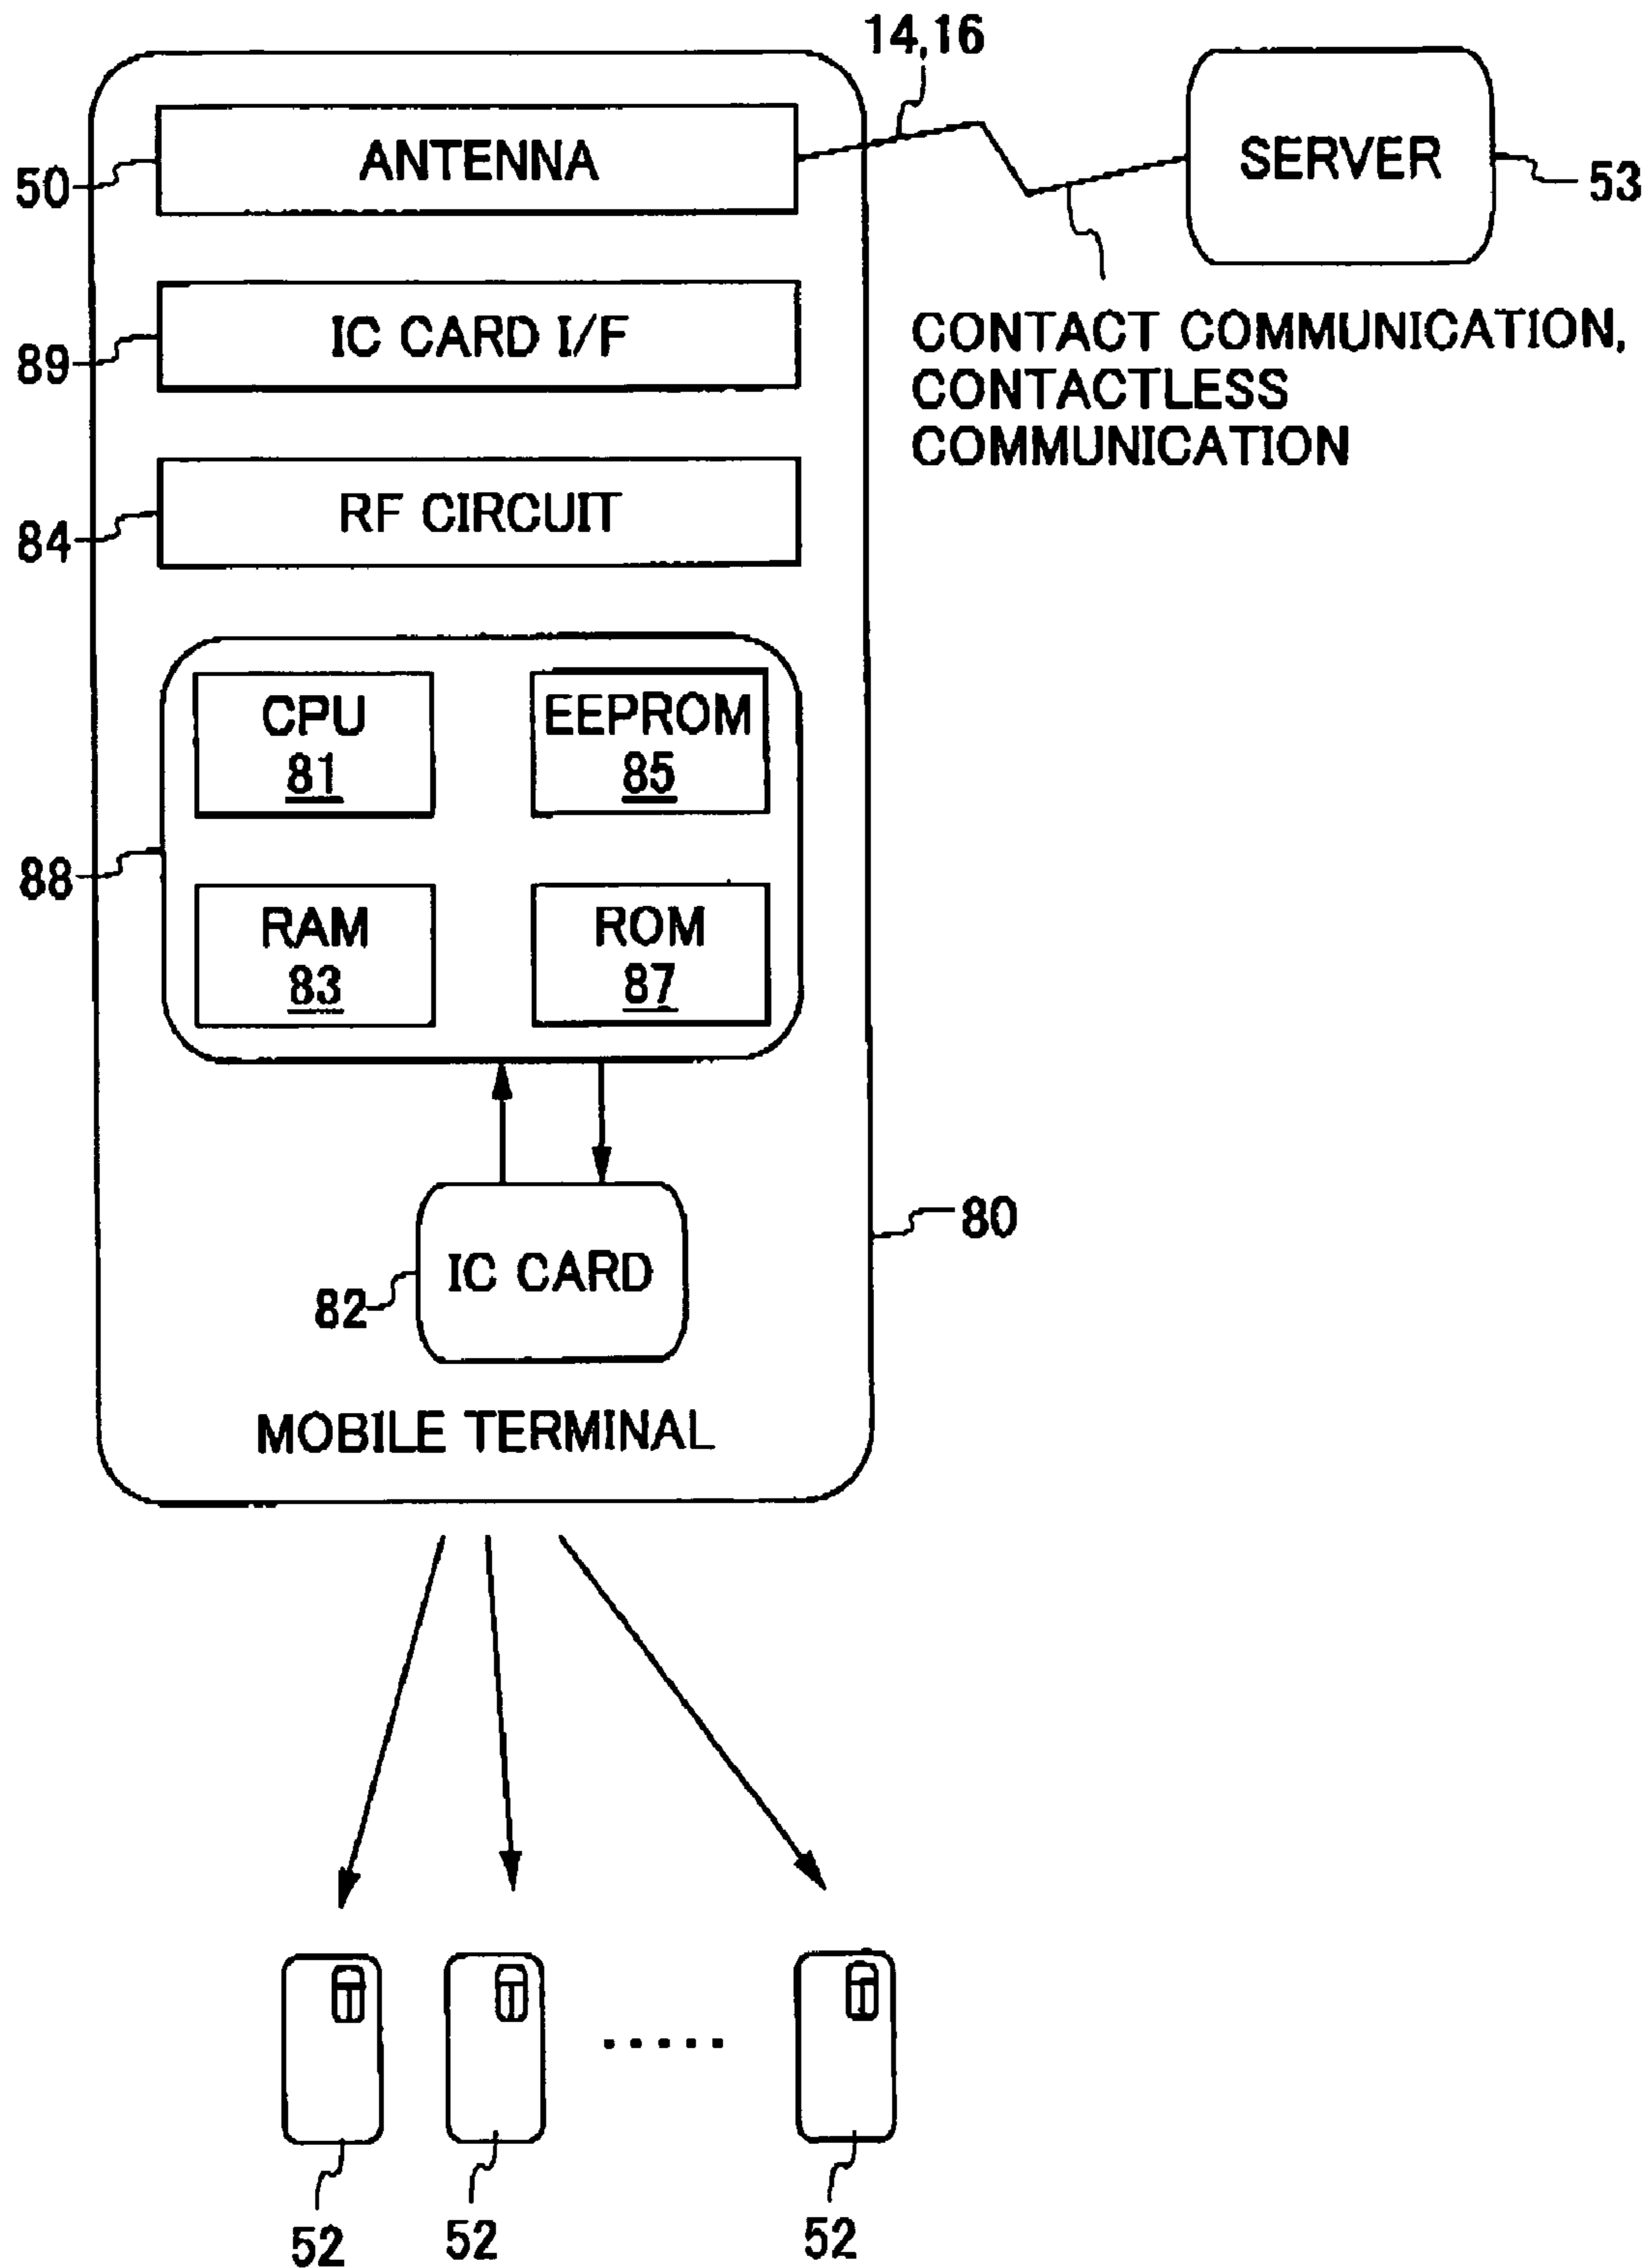 14,16
ANTENNA
SERVER
50
53
IC CARD I/F
89
CONTACT COMMUNICATION,
CONTACTLESS
COMMUNICATION
RF CIRCUIT
84
CPU
81
EEPROM
85
88
RAM
83
ROM
87
80
IC CARD
82
MOBILE TERMINAL
52
52
52